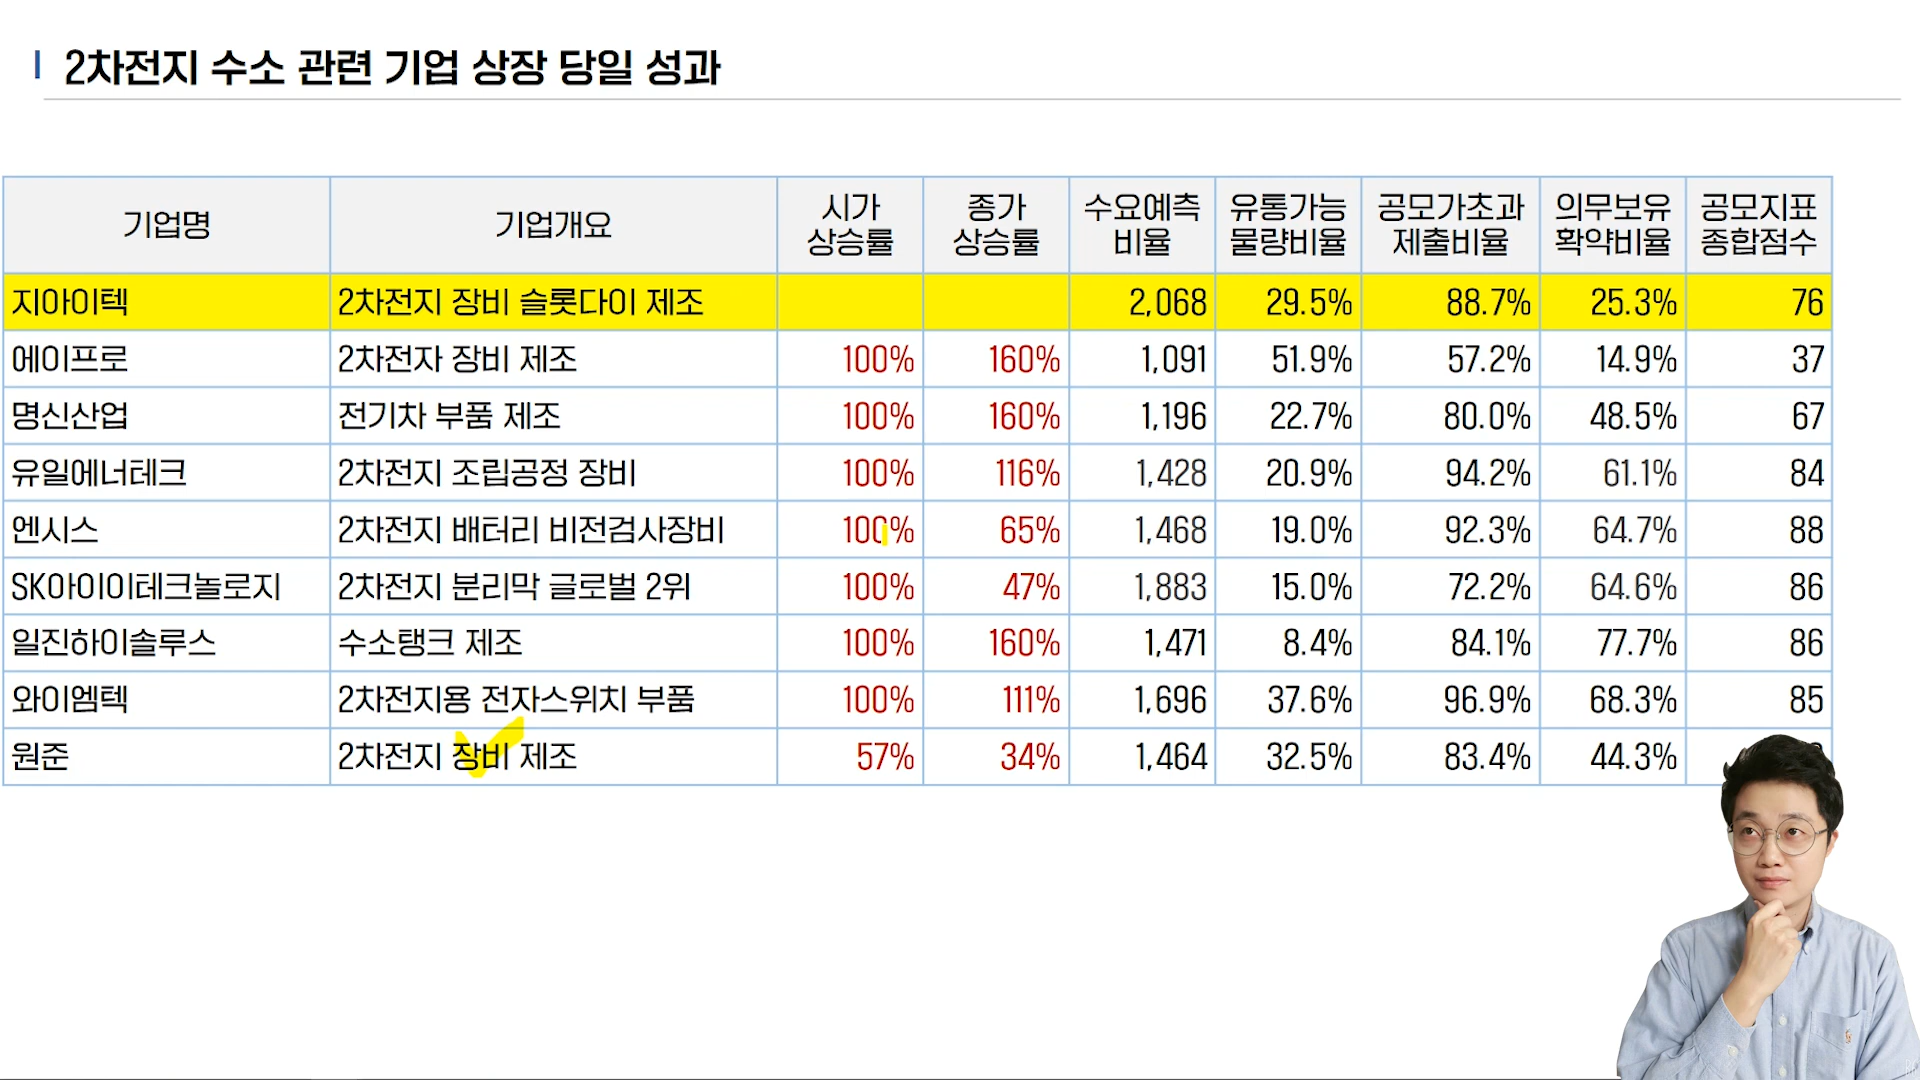 2차전지 수소 관련 기업 상장 당일 성과
기업명 기업개요 시가 상승률 종가 상승률 수요예측 비율 유통가능 물량비율 공모가초과 제출비율 의무보유 확약비율 공모지표 종합점수
지아이텍 2차전지 장비 슬롯다이 제조 2,068 29.5% 88.7% 25.3% 76
에이프로 2차전자 장비 제조 100% 160% 1,091 51.9% 57.2% 14.9% 37
명신산업 전기차 부품 제조 100% 160% 1,196 22.7% 80.0% 48.5% 67
유일에너테크 2차전지 조립공정 장비 100% 116% 1,428 20.9% 94.2% 61.1% 84
엔시스 2차전지 배터리 비전검사장비 100% 65% 1,468 19.0% 92.3% 64.7% 88
SK아이이테크놀로지 2차전지 분리막 글로벌 2위 100% 47% 1,883 15.0% 72.2% 64.6% 86
일진하이솔루스 수소탱크 제조 100% 160% 1,471 8.4% 84.1% 77.7% 86
와이엠텍 2차전지용 전자스위치 부품 100% 111% 1,696 37.6% 96.9% 68.3% 85
원준 2차전지 장비 제조 57% 34% 1,464 32.5% 83.4% 44.3%